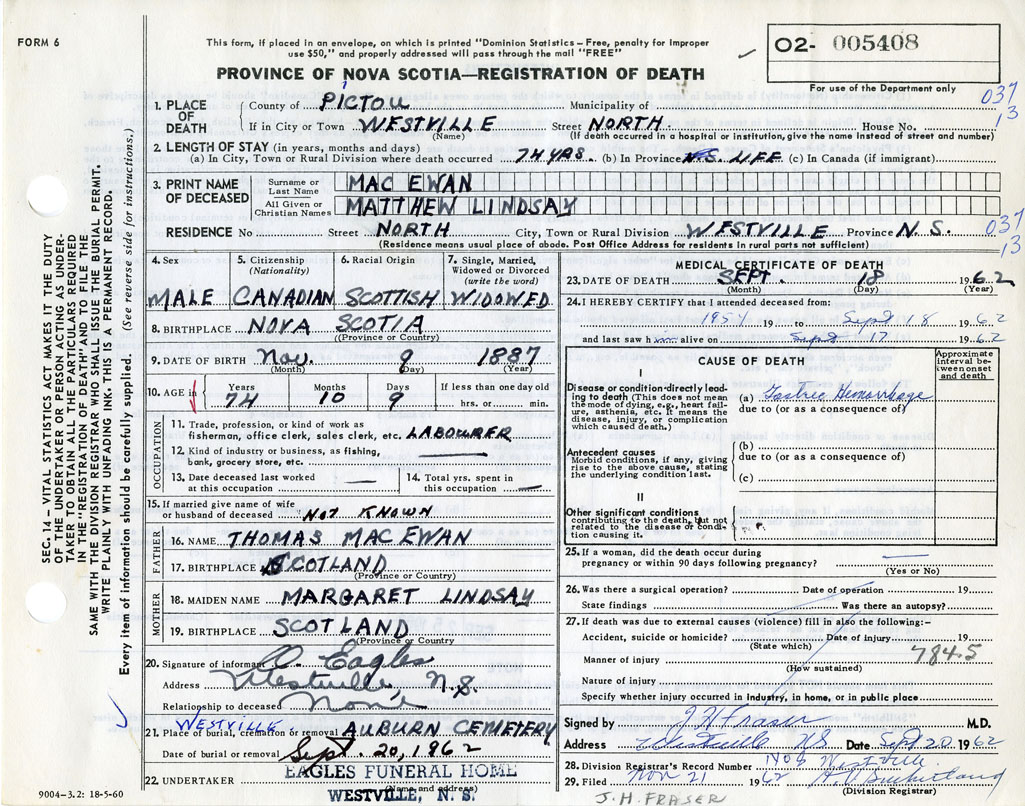 FORM 6
This form, if placed in an envelope, on which is printed "Dominion Statistics – Free, penalty for improper
use $50," and properly addressed will pass through the mail "FREE"
PROVINCE OF NOVA SCOTIA—REGISTRATION OF DEATH
O2- 005408
For use of the Department only
037
13
1. PLACE OF DEATH
County of PICTOU Municipality of
If in City or Town WESTVILLE Street NORTH. House No.
(Name) (If death occurred in a hospital or institution, give the name instead of street and number)
2. LENGTH OF STAY (in years, months and days)
(a) In City, Town or Rural Division where death occurred 74 YRS. (b) In Province LIFE (c) In Canada (if immigrant)
3. PRINT NAME OF DECEASED
Surname or Last Name MAC EWAN
All Given or Christian Names MATTHEW LINDSAY
RESIDENCE No Street NORTH City, Town or Rural Division WESTVILLE Province N.S.
037
13
(Residence means usual place of abode. Post Office Address for residents in rural parts not sufficient)
4. Sex
MALE
5. Citizenship (Nationality)
CANADIAN
6. Racial Origin
SCOTTISH
7. Single, Married, Widowed or Divorced (write the word)
WIDOWED
8. BIRTHPLACE NOVA SCOTIA
(Province or Country)
9. DATE OF BIRTH Nov. 9 1887
(Month) (Day) (Year)
10. AGE in
Years Months Days If less than one day old
74 10 9 hrs. or min.
OCCUPATION
11. Trade, profession, or kind of work as
fisherman, office clerk, sales clerk, etc. LABOURER
12. Kind of industry or business, as fishing,
bank, grocery store, etc. —
13. Date deceased last worked
at this occupation —
14. Total yrs. spent in
this occupation —
15. If married give name of wife
or husband of deceased NOT KNOWN
FATHER
16. NAME THOMAS MAC EWAN
17. BIRTHPLACE SCOTLAND
(Province or Country)
MOTHER
18. MAIDEN NAME MARGARET LINDSAY
19. BIRTHPLACE SCOTLAND
(Province or Country
20. Signature of informant O. Eagles
Address Westville, N.S.
Relationship to deceased None
WESTVILLE
21. Place of burial, cremation or removal AUBURN CEMETERY
Date of burial or removal Sept. 20, 1962
22. UNDERTAKER EAGLES FUNERAL HOME
(Name and address)
WESTVILLE, N. S.
MEDICAL CERTIFICATE OF DEATH
23. DATE OF DEATH SEPT. 18 1962
(Month) (Day) (Year)
24. I HEREBY CERTIFY that I attended deceased from:
19 to Sept 18 1962
and last saw him alive on Sept 17 1962
CAUSE OF DEATH
Approximate interval between onset and death
I
Disease or condition directly leading to death (This does not
mean the mode of dying, e.g., heart failure, asthenia, etc. It means the
disease, injury, or complication which caused death.)
(a) Gastric Hemorrhage
due to (or as a consequence of)
Antecedent causes
Morbid conditions, if any, giving rise to the above cause, stating
the underlying condition last.
(b)
due to (or as a consequence of)
(c)
II
Other significant conditions
contributing to the death, but not
related to the disease or condition causing it.
25. If a woman, did the death occur during
pregnancy or within 90 days following pregnancy? —
(Yes or No)
26. Was there a surgical operation? Date of operation 19
State findings Was there an autopsy?
27. If death was due to external causes (violence) fill in also the following:-
Accident, suicide or homicide? Date of injury 19
(State which)
784.5
Manner of injury
(How sustained)
Nature of injury
Specify whether injury occurred in Industry, in home, or in public place
Signed by J H Fraser M.D.
Address Westville NS Date Sept 20 1962
28. Division Registrar's Record Number Westville
29. Filed Nov 21 1962
(Division Registrar)
J. H. FRASER
SEC. 14 – VITAL STATISTICS ACT MAKES IT THE DUTY
OF THE UNDERTAKER OR PERSON ACTING AS UNDERTAKER
TO OBTAIN ALL THE PARTICULARS REQUIRED
IN THE "REGISTRATION OF DEATH" AND TO FILE THE
SAME WITH THE DIVISION REGISTRAR WHO SHALL ISSUE THE BURIAL PERMIT.
WRITE PLAINLY WITH UNFADING INK. THIS IS A PERMANENT RECORD.
Every item of information should be carefully supplied. (See reverse side for instructions.)
9004-3.2: 18-5-60